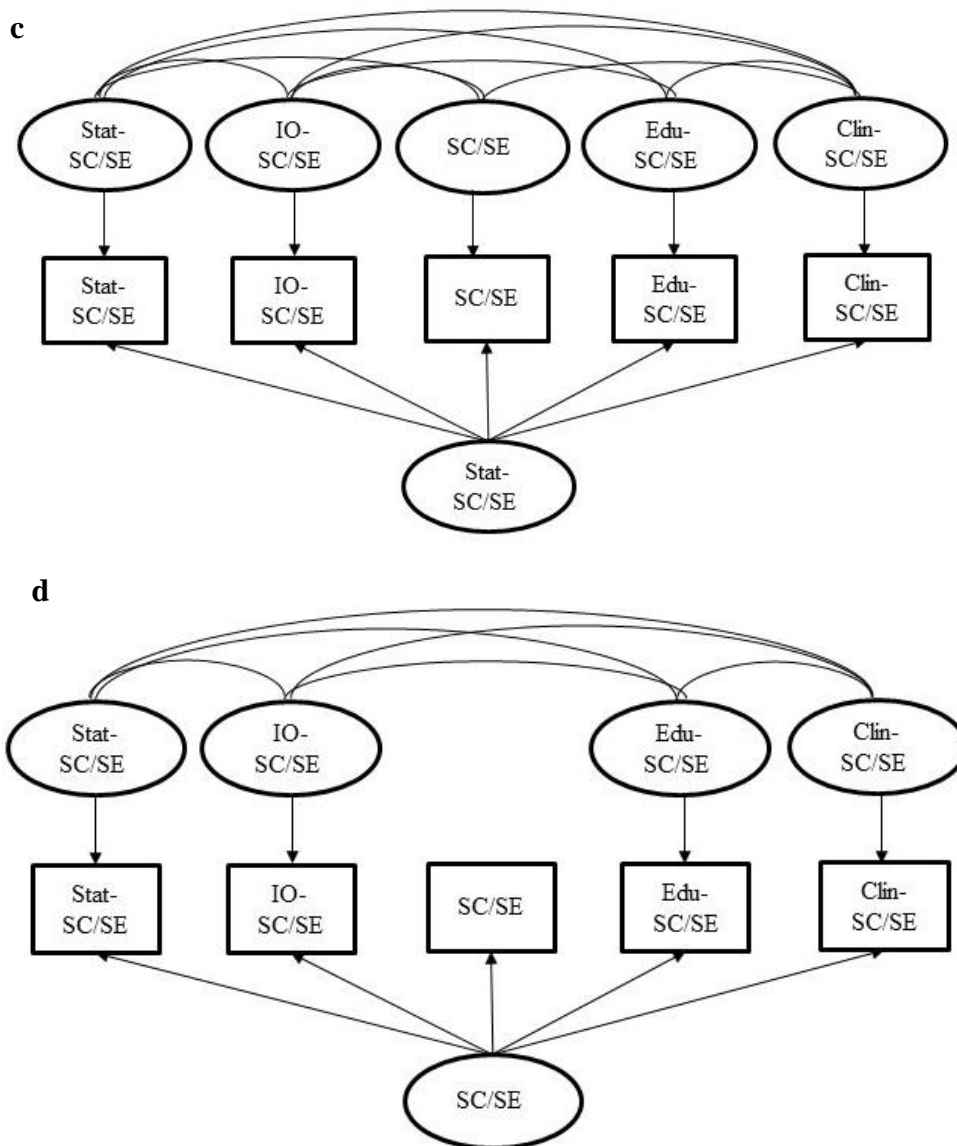 c
Stat-
SC/SE
IO-
SC/SE
SC/SE
Edu-
SC/SE
Clin-
SC/SE
Stat-
SC/SE
IO-
SC/SE
SC/SE
Edu-
SC/SE
Clin-
SC/SE
Stat-
SC/SE
d
Stat-
SC/SE
IO-
SC/SE
Edu-
SC/SE
Clin-
SC/SE
Stat-
SC/SE
IO-
SC/SE
SC/SE
Edu-
SC/SE
Clin-
SC/SE
SC/SE